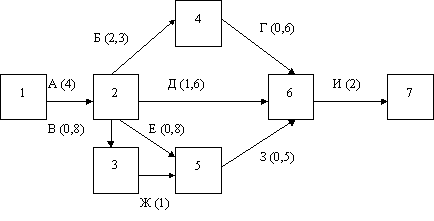 4
Б (2,3)
Г (0,6)
1
А (4)
2
Д (1,6)
6
И (2)
7
В (0,8)
Е (0,8)
3
5
З (0,5)
Ж (1)